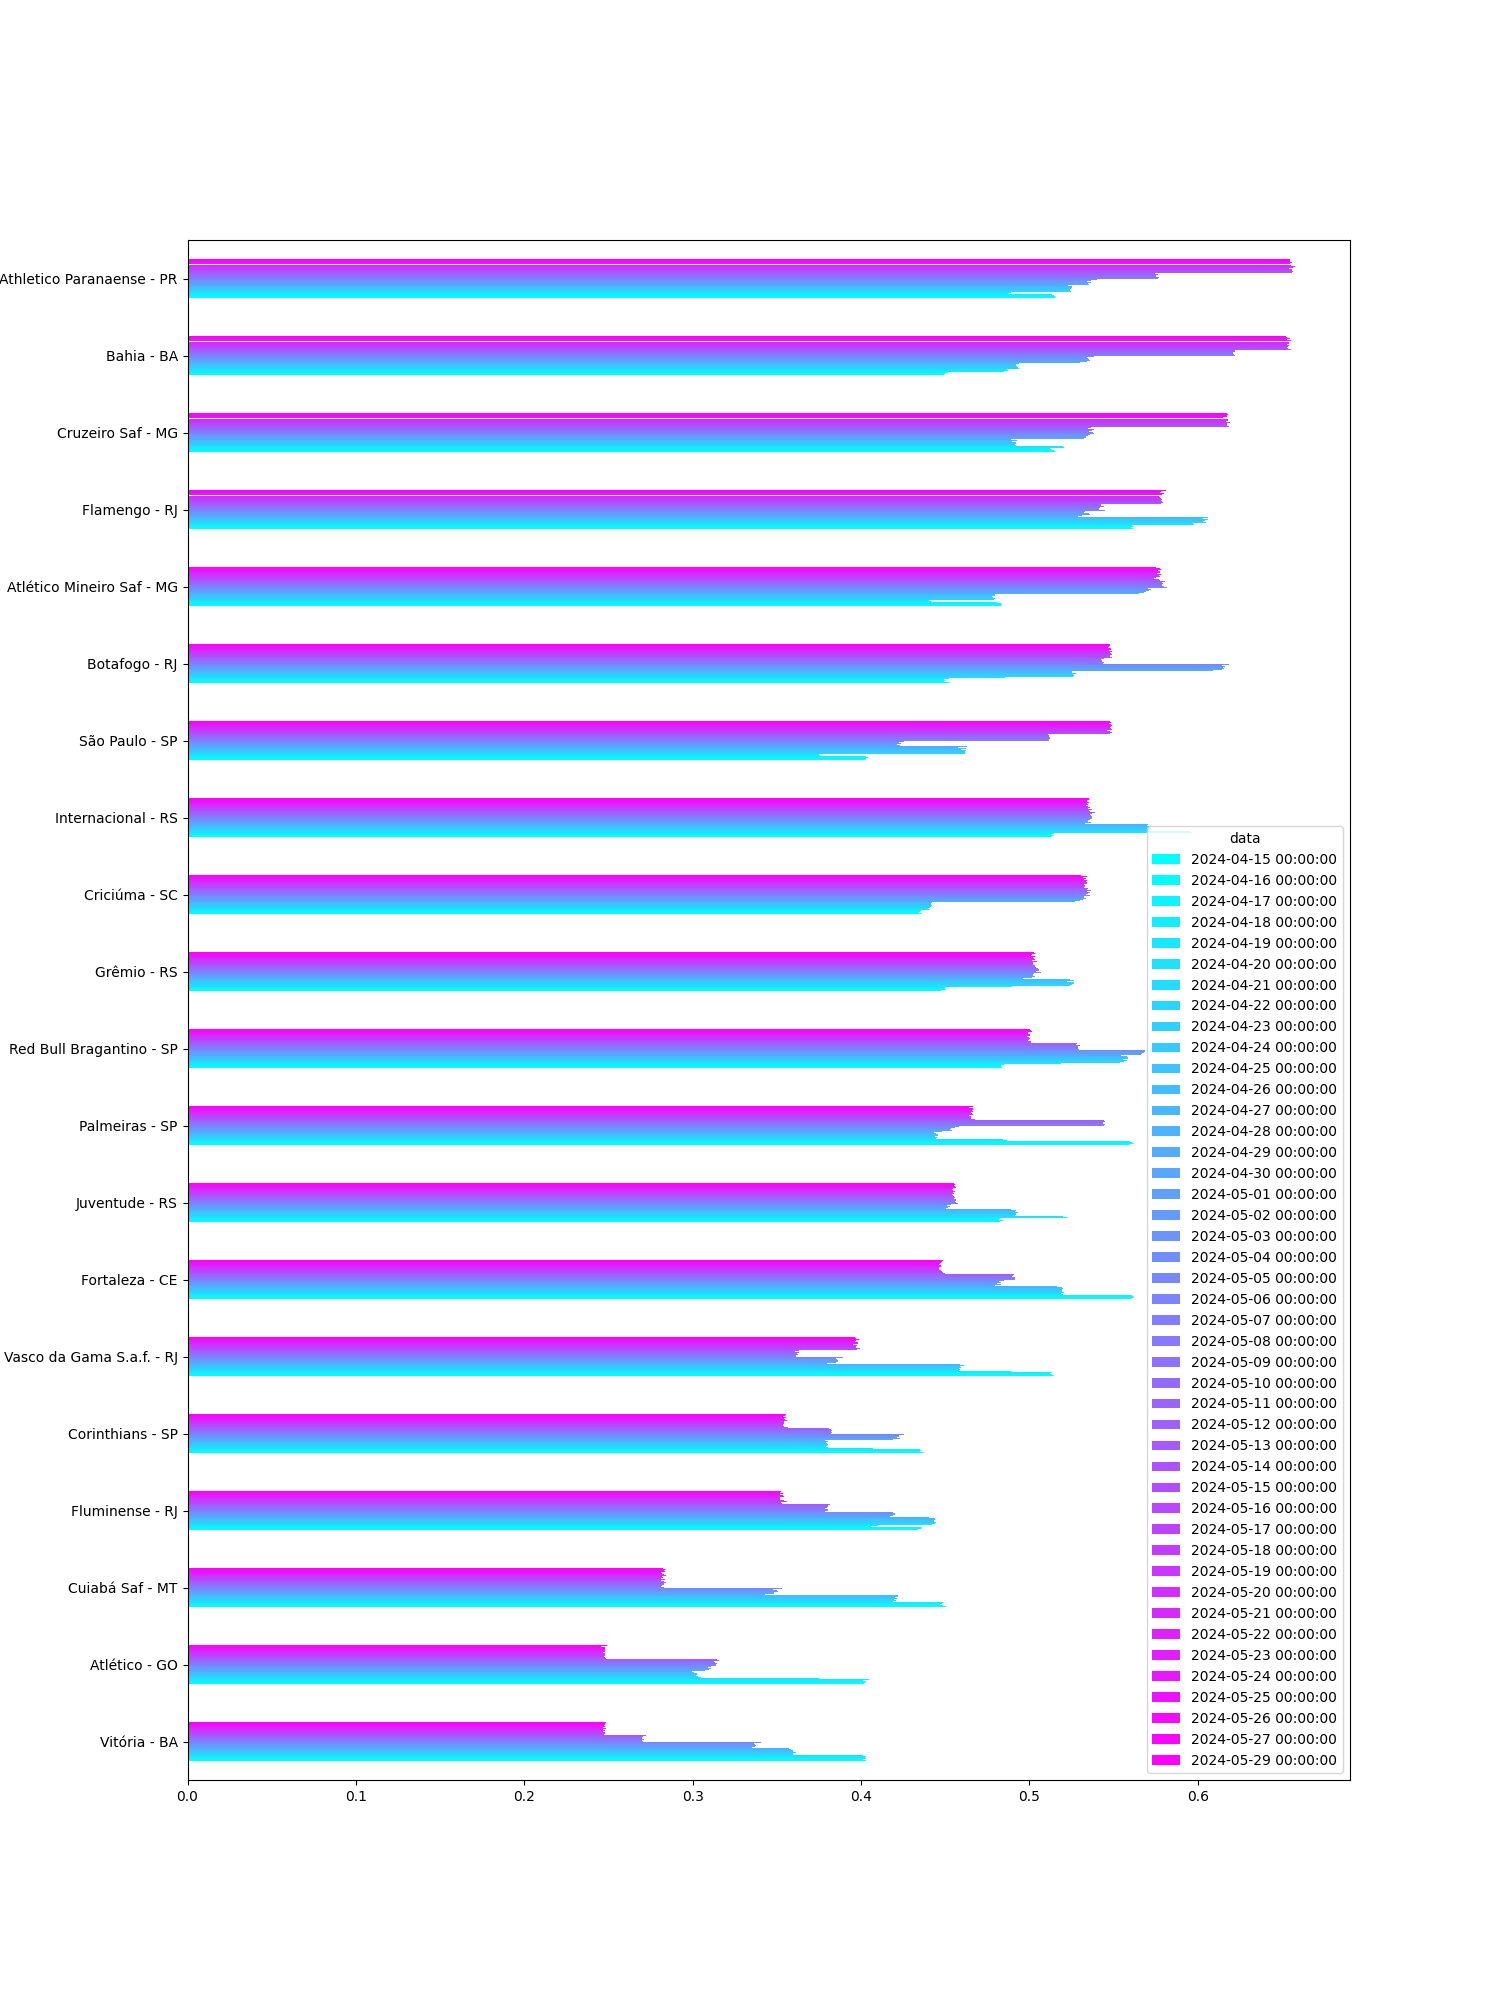 Athletico Paranaense - PR
Bahia - BA
Cruzeiro Saf - MG
Flamengo - RJ
Atlético Mineiro Saf - MG
Botafogo - RJ
São Paulo - SP
Internacional - RS
Criciúma - SC
Grêmio - RS
Red Bull Bragantino - SP
Palmeiras - SP
Juventude - RS
Fortaleza - CE
Vasco da Gama S.a.f. - RJ
Corinthians - SP
Fluminense - RJ
Cuiabá Saf - MT
Atlético - GO
Vitória - BA
0.0 0.1 0.2 0.3 0.4 0.5 0.6
data
2024-04-15 00:00:00
2024-04-16 00:00:00
2024-04-17 00:00:00
2024-04-18 00:00:00
2024-04-19 00:00:00
2024-04-20 00:00:00
2024-04-21 00:00:00
2024-04-22 00:00:00
2024-04-23 00:00:00
2024-04-24 00:00:00
2024-04-25 00:00:00
2024-04-26 00:00:00
2024-04-27 00:00:00
2024-04-28 00:00:00
2024-04-29 00:00:00
2024-04-30 00:00:00
2024-05-01 00:00:00
2024-05-02 00:00:00
2024-05-03 00:00:00
2024-05-04 00:00:00
2024-05-05 00:00:00
2024-05-06 00:00:00
2024-05-07 00:00:00
2024-05-08 00:00:00
2024-05-09 00:00:00
2024-05-10 00:00:00
2024-05-11 00:00:00
2024-05-12 00:00:00
2024-05-13 00:00:00
2024-05-14 00:00:00
2024-05-15 00:00:00
2024-05-16 00:00:00
2024-05-17 00:00:00
2024-05-18 00:00:00
2024-05-19 00:00:00
2024-05-20 00:00:00
2024-05-21 00:00:00
2024-05-22 00:00:00
2024-05-23 00:00:00
2024-05-24 00:00:00
2024-05-25 00:00:00
2024-05-26 00:00:00
2024-05-27 00:00:00
2024-05-29 00:00:00